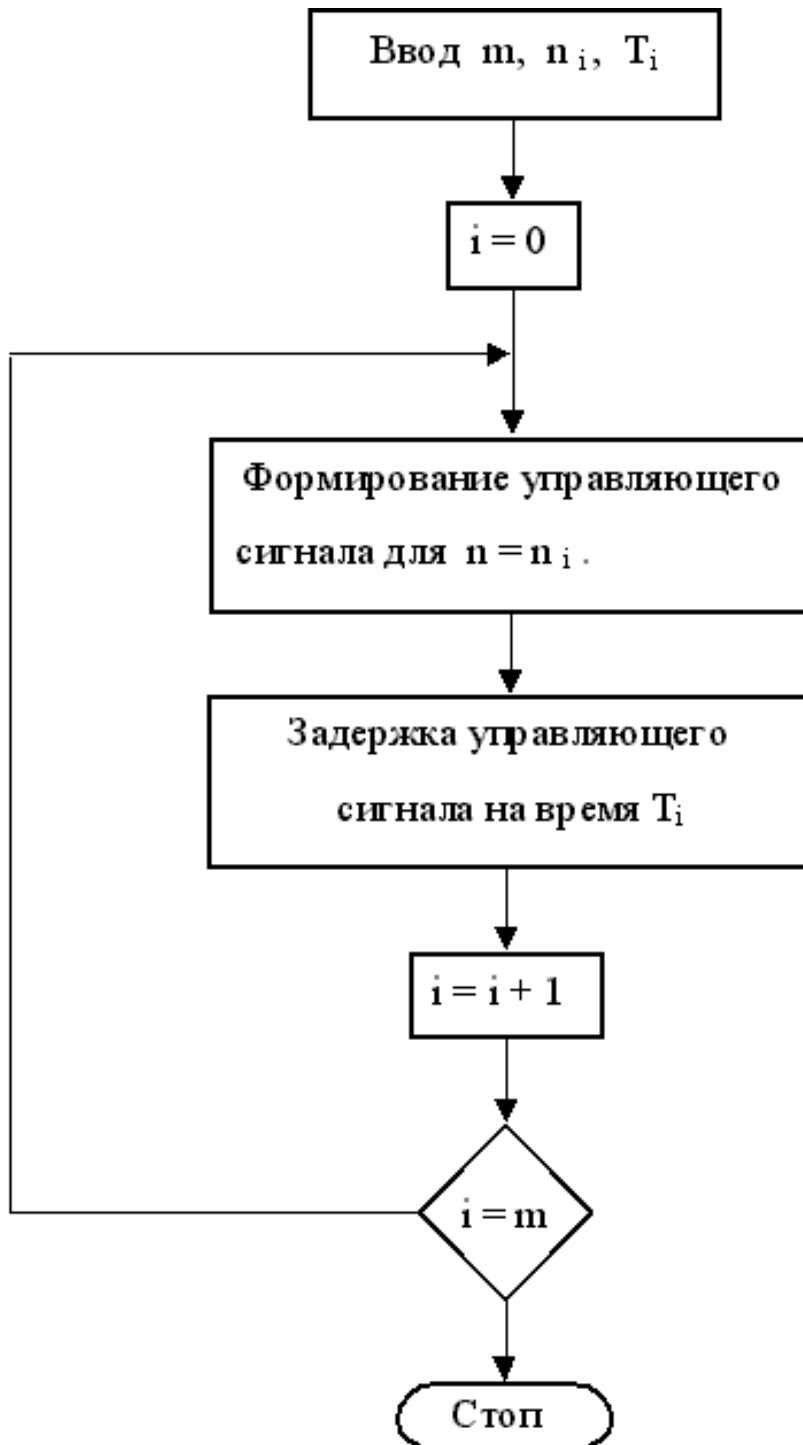 Ввод m, n i, Ti
i = 0
Формирование управляющего
сигнала для n = n i .
Задержка управляющего
сигнала на время Ti
i = i + 1
i = m
Стоп